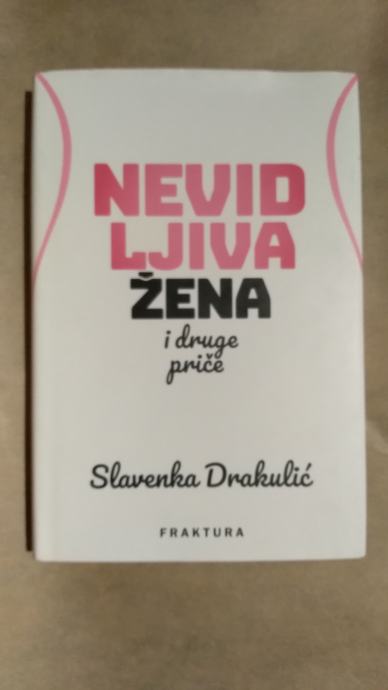 NEVID
LJIVA
ŽENA
i druge
priče
Slavenka Drakulić
FRAKTURA